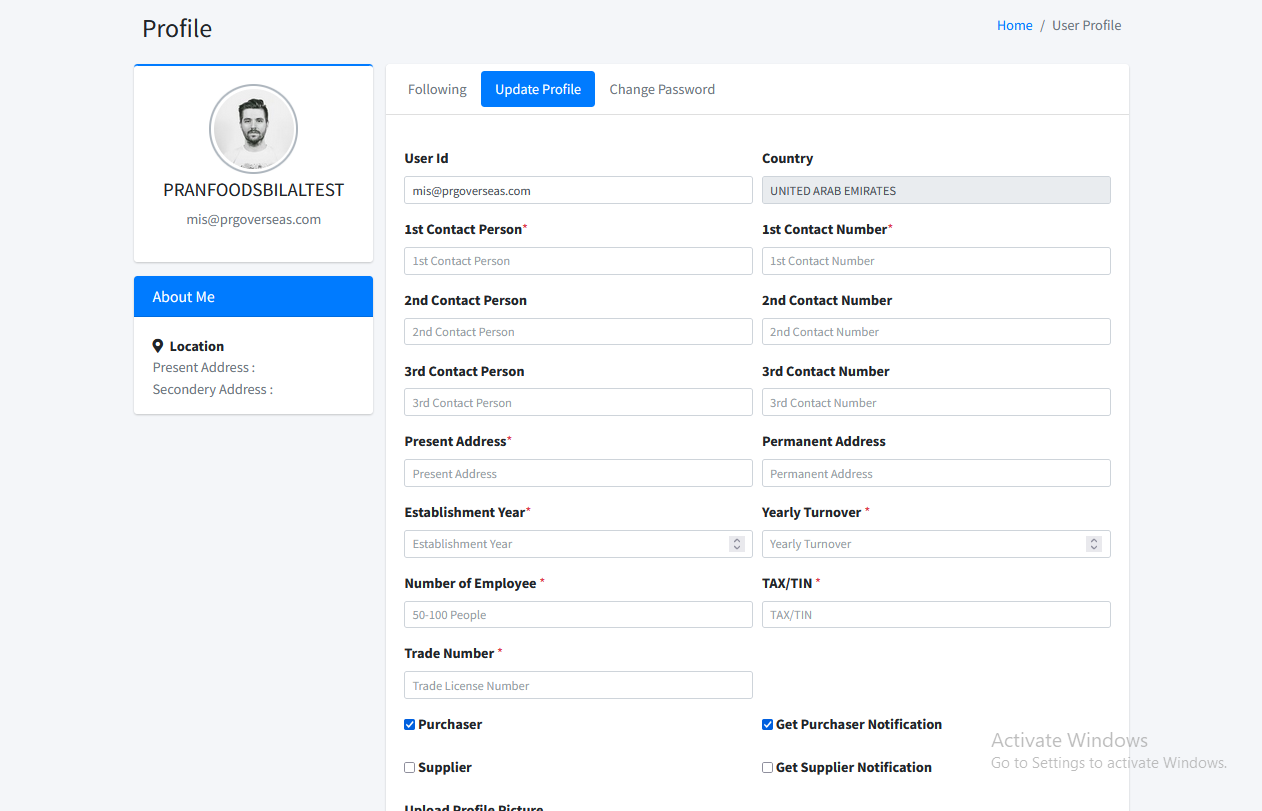 Profile
Home / User Profile
PRANFOODSBILALTEST
mis@prgoverseas.com
About Me
Location
Present Address :
Secondery Address :
Following Update Profile Change Password
User Id Country
mis@prgoverseas.com UNITED ARAB EMIRATES
1st Contact Person* 1st Contact Number*
1st Contact Person 1st Contact Number
2nd Contact Person 2nd Contact Number
2nd Contact Person 2nd Contact Number
3rd Contact Person 3rd Contact Number
3rd Contact Person 3rd Contact Number
Present Address* Permanent Address
Present Address Permanent Address
Establishment Year* Yearly Turnover *
Establishment Year Yearly Turnover
Number of Employee * TAX/TIN *
50-100 People TAX/TIN
Trade Number *
Trade License Number
Purchaser Get Purchaser Notification
Supplier Get Supplier Notification
Upload Profile Picture
Activate Windows
Go to Settings to activate Windows.